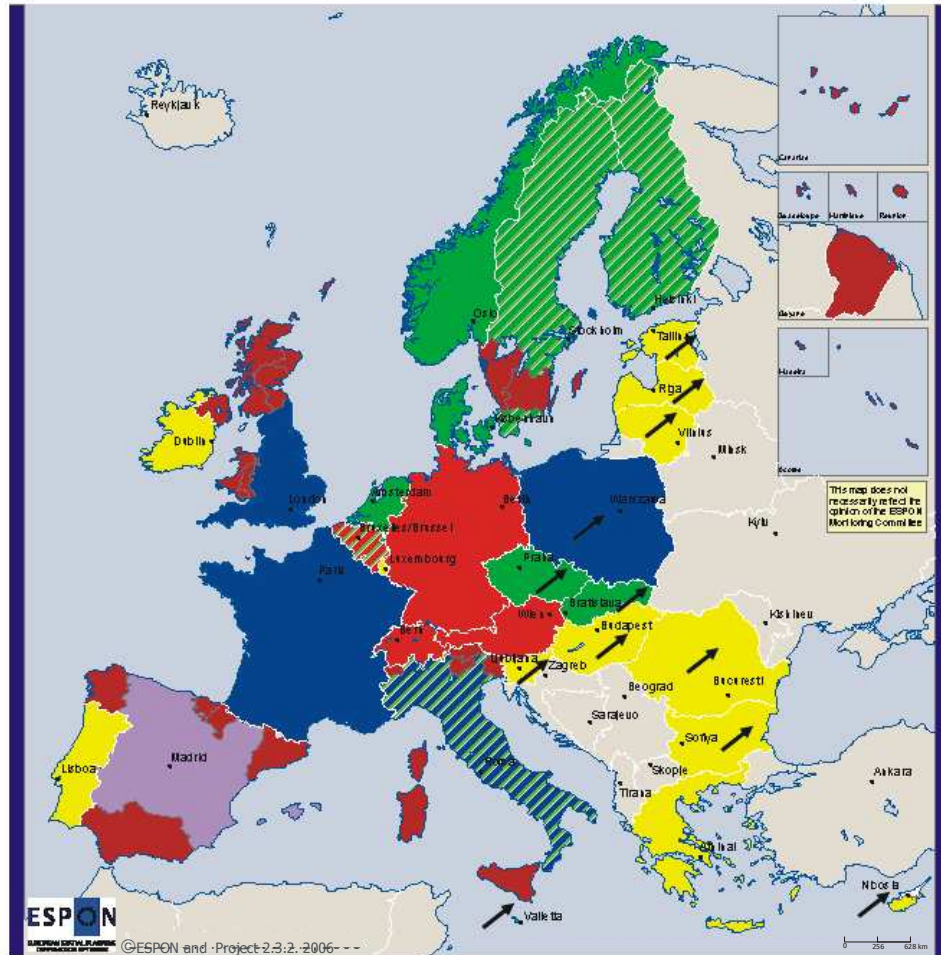 Reykjavik
Canarias
Guadeloupe
Martinique
Reunion
Guyane
Helsinki
Oslo
Stockholm
Tallinn
Madeira
Riga
København
Dublin
Vilnius
Minsk
Acores
This map does not
necessarily reflect the
opinion of the ESPON
Monitoring Committee
Amsterdam
Berlin
Warszawa
London
Bruxelles/Brussel
Kyiv
Luxembourg
Praha
Paris
Bratislava
Wien
Kishinev
Budapest
Bern
Ljubljana
Zagreb
Bucuresti
Beograd
Sarajevo
Sofiya
Madrid
Lisboa
Roma
Skopje
Tirana
Ankara
Athinai
Nicosia
Valletta
ESPON
©ESPON and Project 2.3.2. 2006
0 256 628 km